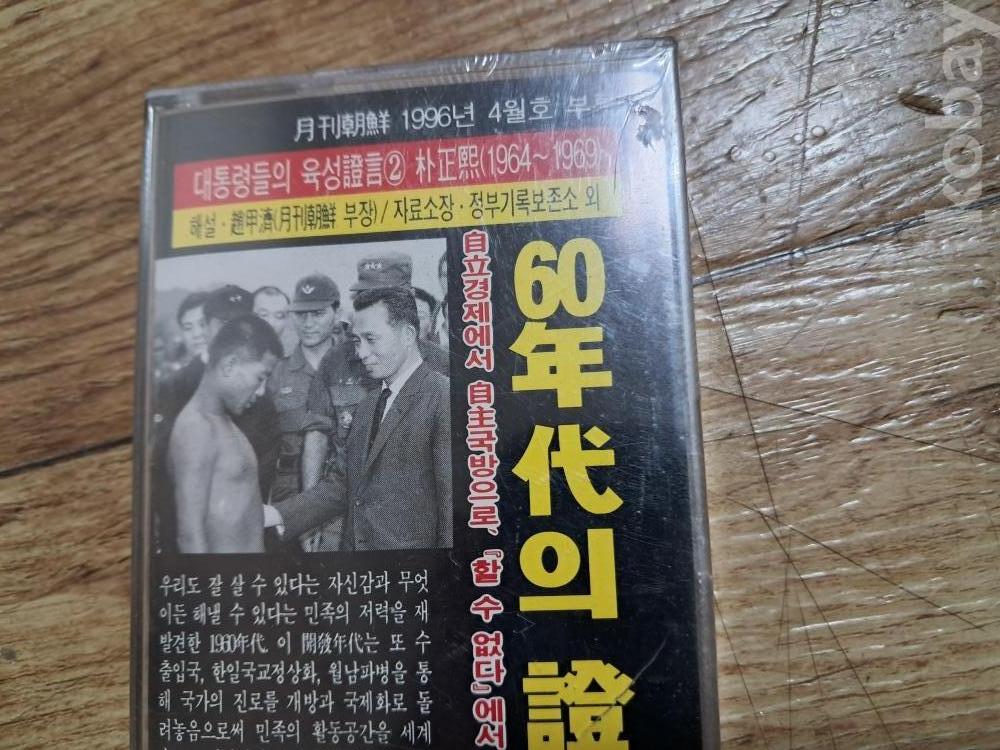 月刊朝鮮 1996년 4월호 부
대통령들의 육성證言② 朴正熙(1964~1969)
해설·趙甲濟(月刊朝鮮 부장)/자료소장·정부기록보존소 외
60年代의 證
自立경제에서 自主국방으로, 『할 수 없다』에서
우리도 잘 살 수 있다는 자신감과 무엇
이든 해낼 수 있다는 민족의 저력을 재
발견한 1960年代. 이 開發年代는 또 수
출입국, 한일국교정상화, 월남파병을 통
해 국가의 진로를 개방과 국제화로 돌
려놓음으로써 민족의 활동공간을 세계
kobay